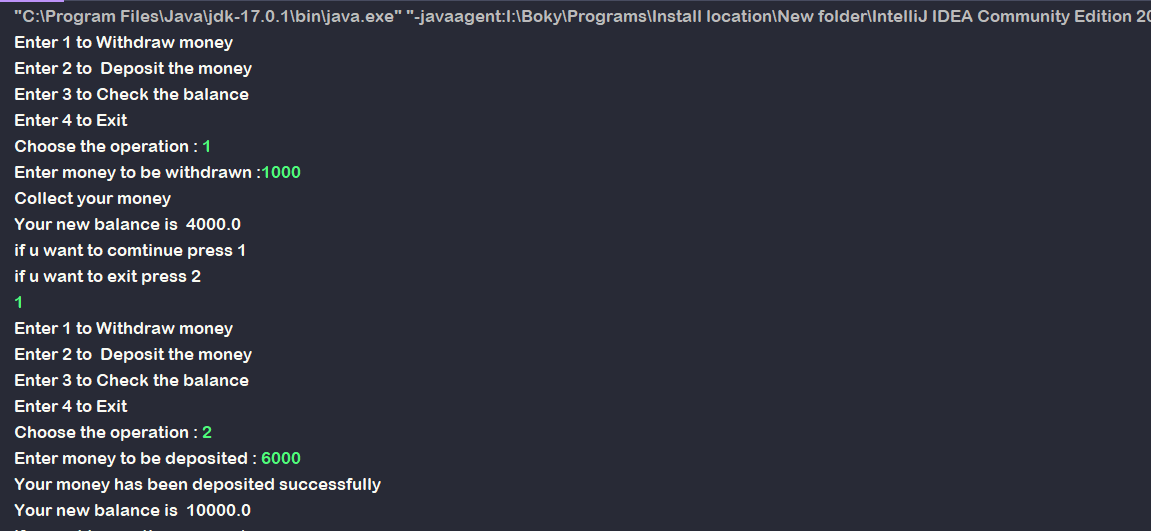 "C:\Program Files\Java\jdk-17.0.1\bin\java.exe" "-javaagent:I:\Boky\Programs\Install location\New folder\IntelliJ IDEA Community Edition 20
Enter 1 to Withdraw money
Enter 2 to  Deposit the money
Enter 3 to Check the balance
Enter 4 to Exit
Choose the operation : 1
Enter money to be withdrawn :1000
Collect your money
Your new balance is  4000.0
if u want to comtinue press 1
if u want to exit press 2
1
Enter 1 to Withdraw money
Enter 2 to  Deposit the money
Enter 3 to Check the balance
Enter 4 to Exit
Choose the operation : 2
Enter money to be deposited : 6000
Your money has been deposited successfully
Your new balance is  10000.0